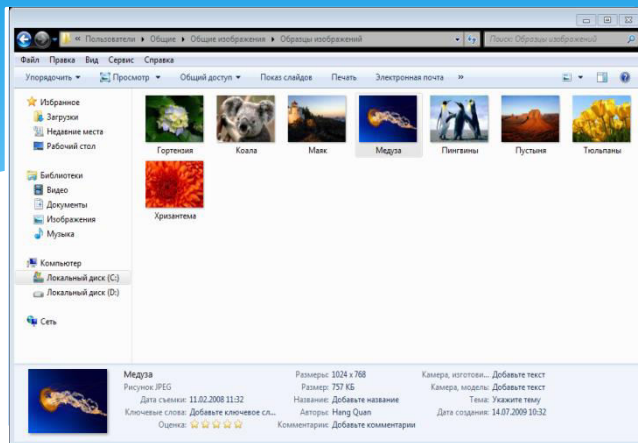 « Пользователи ▸ Общие ▸ Общие изображения ▸ Образцы изображений
Поиск: Образцы изображений
Файл Правка Вид Сервис Справка
Упорядочить Просмотр Общий доступ Показ слайдов Печать Электронная почта »
Избранное
Загрузки
Недавние места
Рабочий стол
Библиотеки
Видео
Документы
Изображения
Музыка
Компьютер
Локальный диск (C:)
Локальный диск (D:)
Сеть
Гортензия Коала Маяк Медуза Пингвины Пустыня Тюльпаны
Хризантема
Медуза
Рисунок JPEG
Дата съемки: 11.02.2008 11:32
Ключевые слова: Добавьте ключевое сл...
Оценка:
Размеры: 1024 x 768
Размер: 757 КБ
Название: Добавьте название
Авторы: Hang Quan
Комментарии: Добавьте комментарии
Камера, изготови... Добавьте текст
Камера, модель: Добавьте текст
Тема: Укажите тему
Дата создания: 14.07.2009 10:32